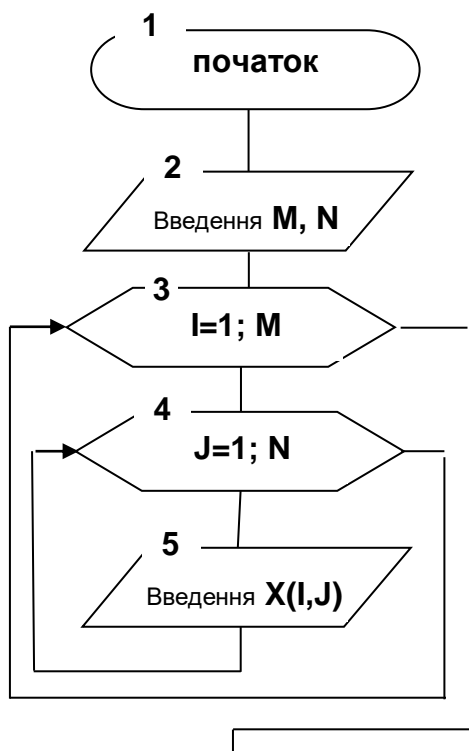 1
початок
2
Введення M, N
3
I=1; M
4
J=1; N
5
Введення X(I,J)